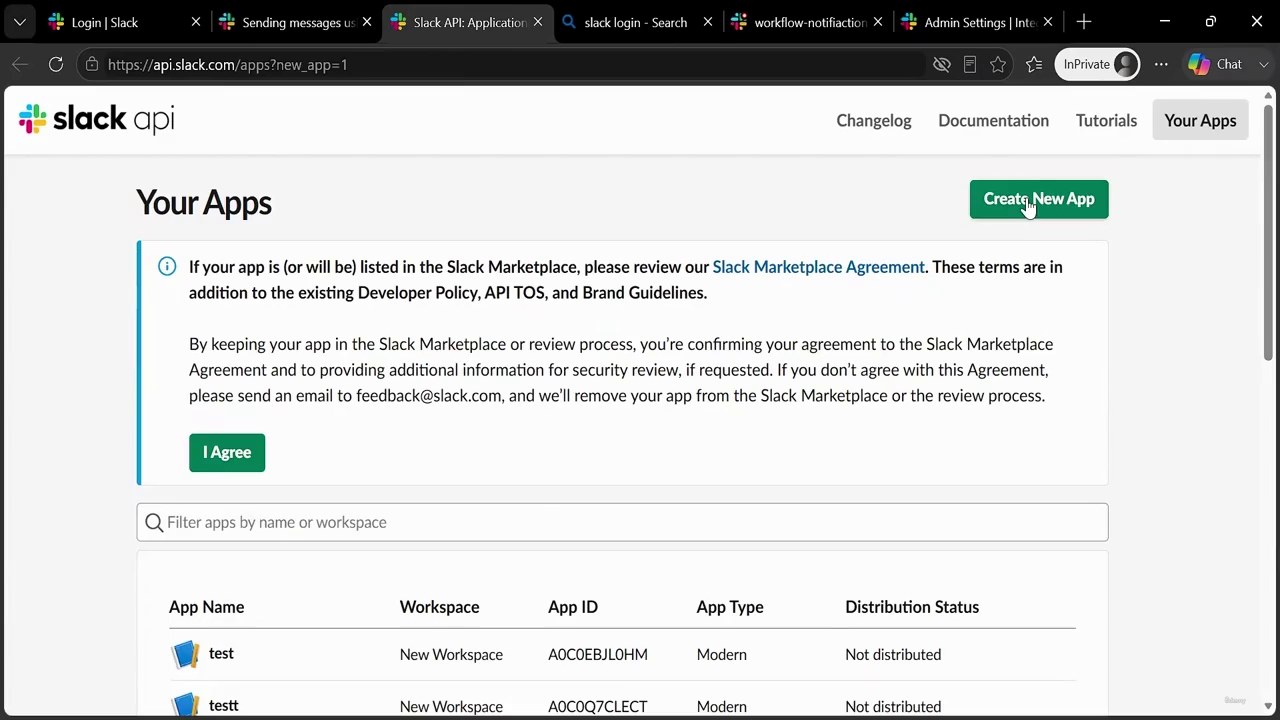 Login | Slack
Sending messages us
Slack API: Application
slack login - Search
workflow-notifiaction
Admin Settings | Inte
https://api.slack.com/apps?new_app=1
InPrivate
Chat
slack api
Changelog
Documentation
Tutorials
Your Apps
Your Apps
Create New App
If your app is (or will be) listed in the Slack Marketplace, please review our Slack Marketplace Agreement. These terms are in
addition to the existing Developer Policy, API TOS, and Brand Guidelines.
By keeping your app in the Slack Marketplace or review process, you're confirming your agreement to the Slack Marketplace
Agreement and to providing additional information for security review, if requested. If you don't agree with this Agreement,
please send an email to feedback@slack.com, and we'll remove your app from the Slack Marketplace or the review process.
I Agree
Filter apps by name or workspace
App Name Workspace App ID App Type Distribution Status
test New Workspace A0C0EBJL0HM Modern Not distributed
testt New Workspace A0C0Q7CLECT Modern Not distributed
Udemy